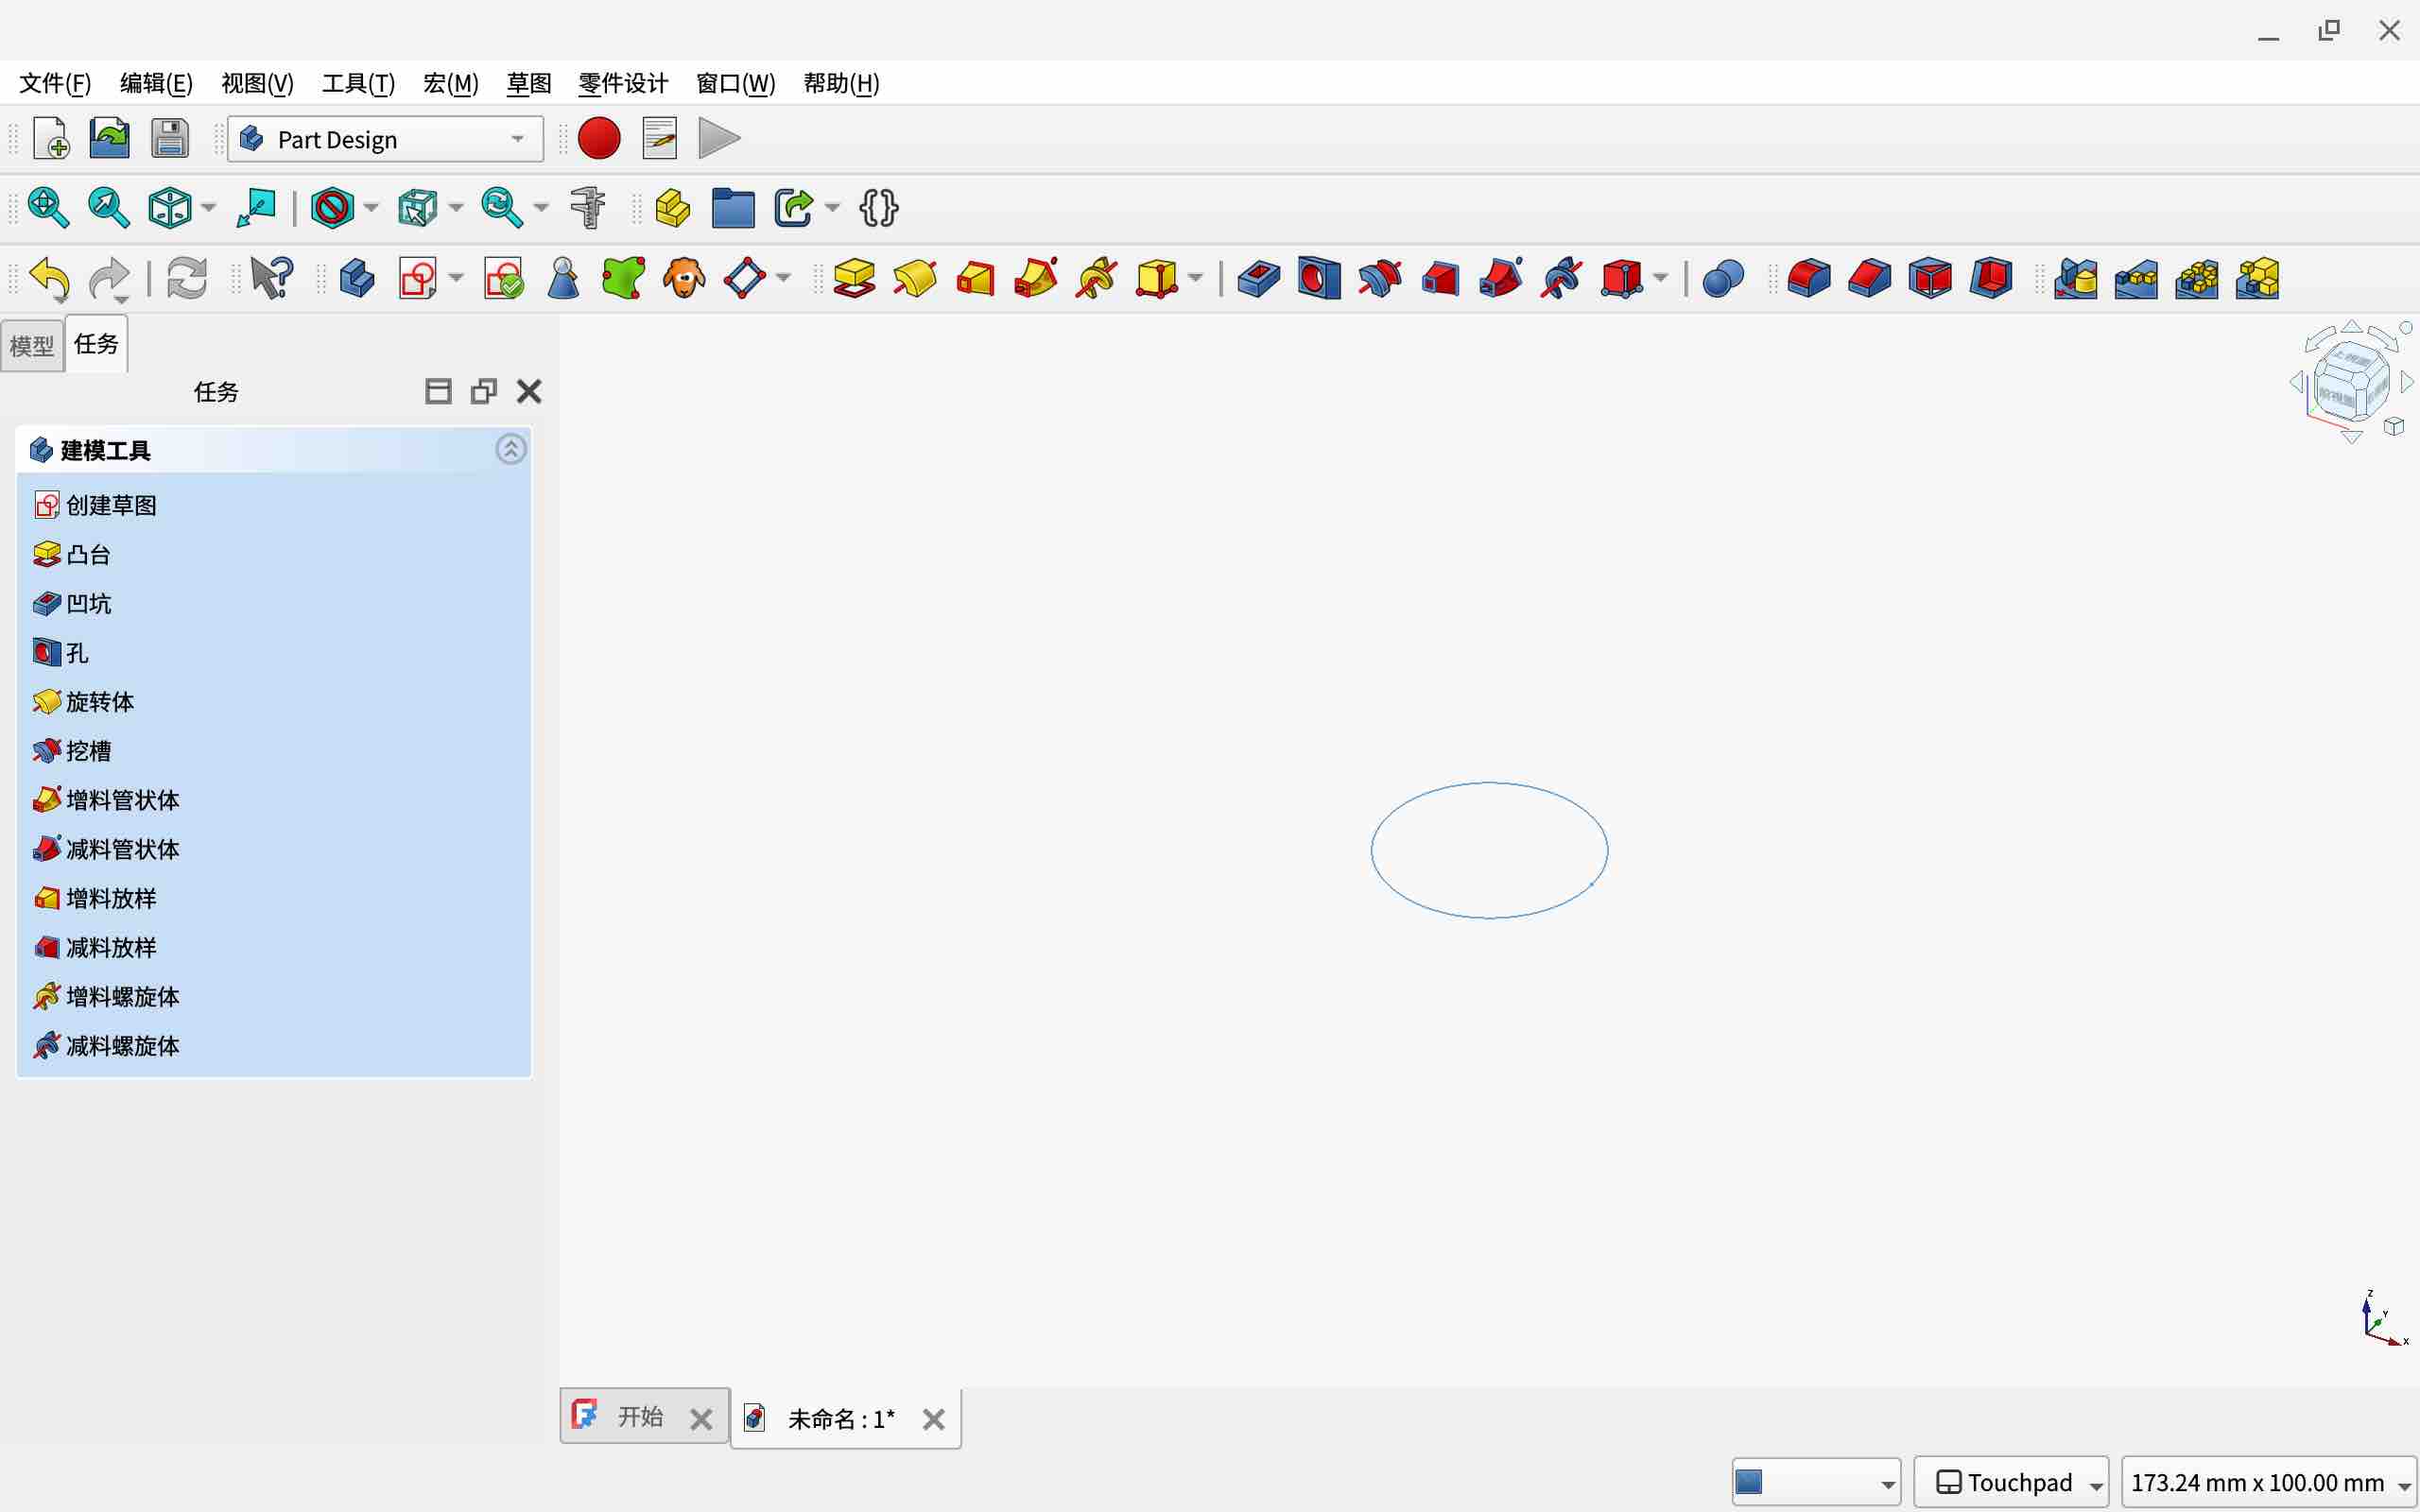 文件(F) 编辑(E) 视图(V) 工具(T) 宏(M) 草图 零件设计 窗口(W) 帮助(H)
Part Design
模型 任务
任务
建模工具
创建草图
凸台
凹坑
孔
旋转体
挖槽
增料管状体
减料管状体
增料放样
减料放样
增料螺旋体
减料螺旋体
Z
Y
X
开始 未命名 : 1*
Touchpad 173.24 mm x 100.00 mm